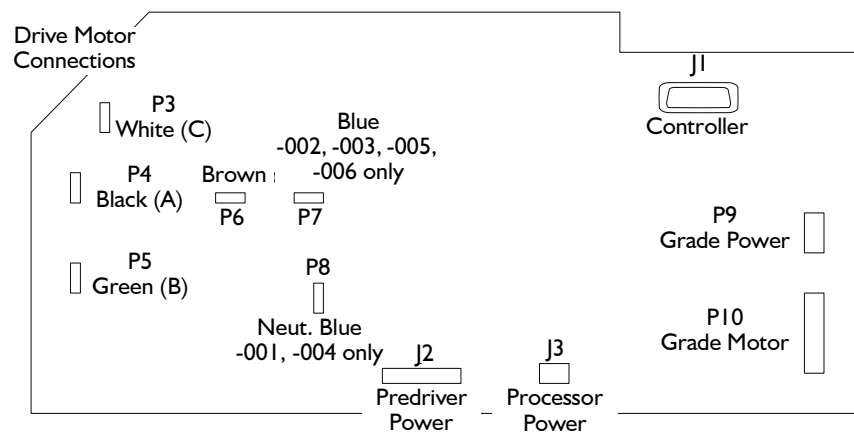 Drive Motor
Connections
J1
Controller
P3
White (C)
Blue
-002, -003, -005,
-006 only
P4
Black (A)
Brown
P6
P7
P9
Grade Power
P5
Green (B)
P8
Neut. Blue
-001, -004 only
P10
Grade Motor
J2
Predriver
Power
J3
Processor
Power